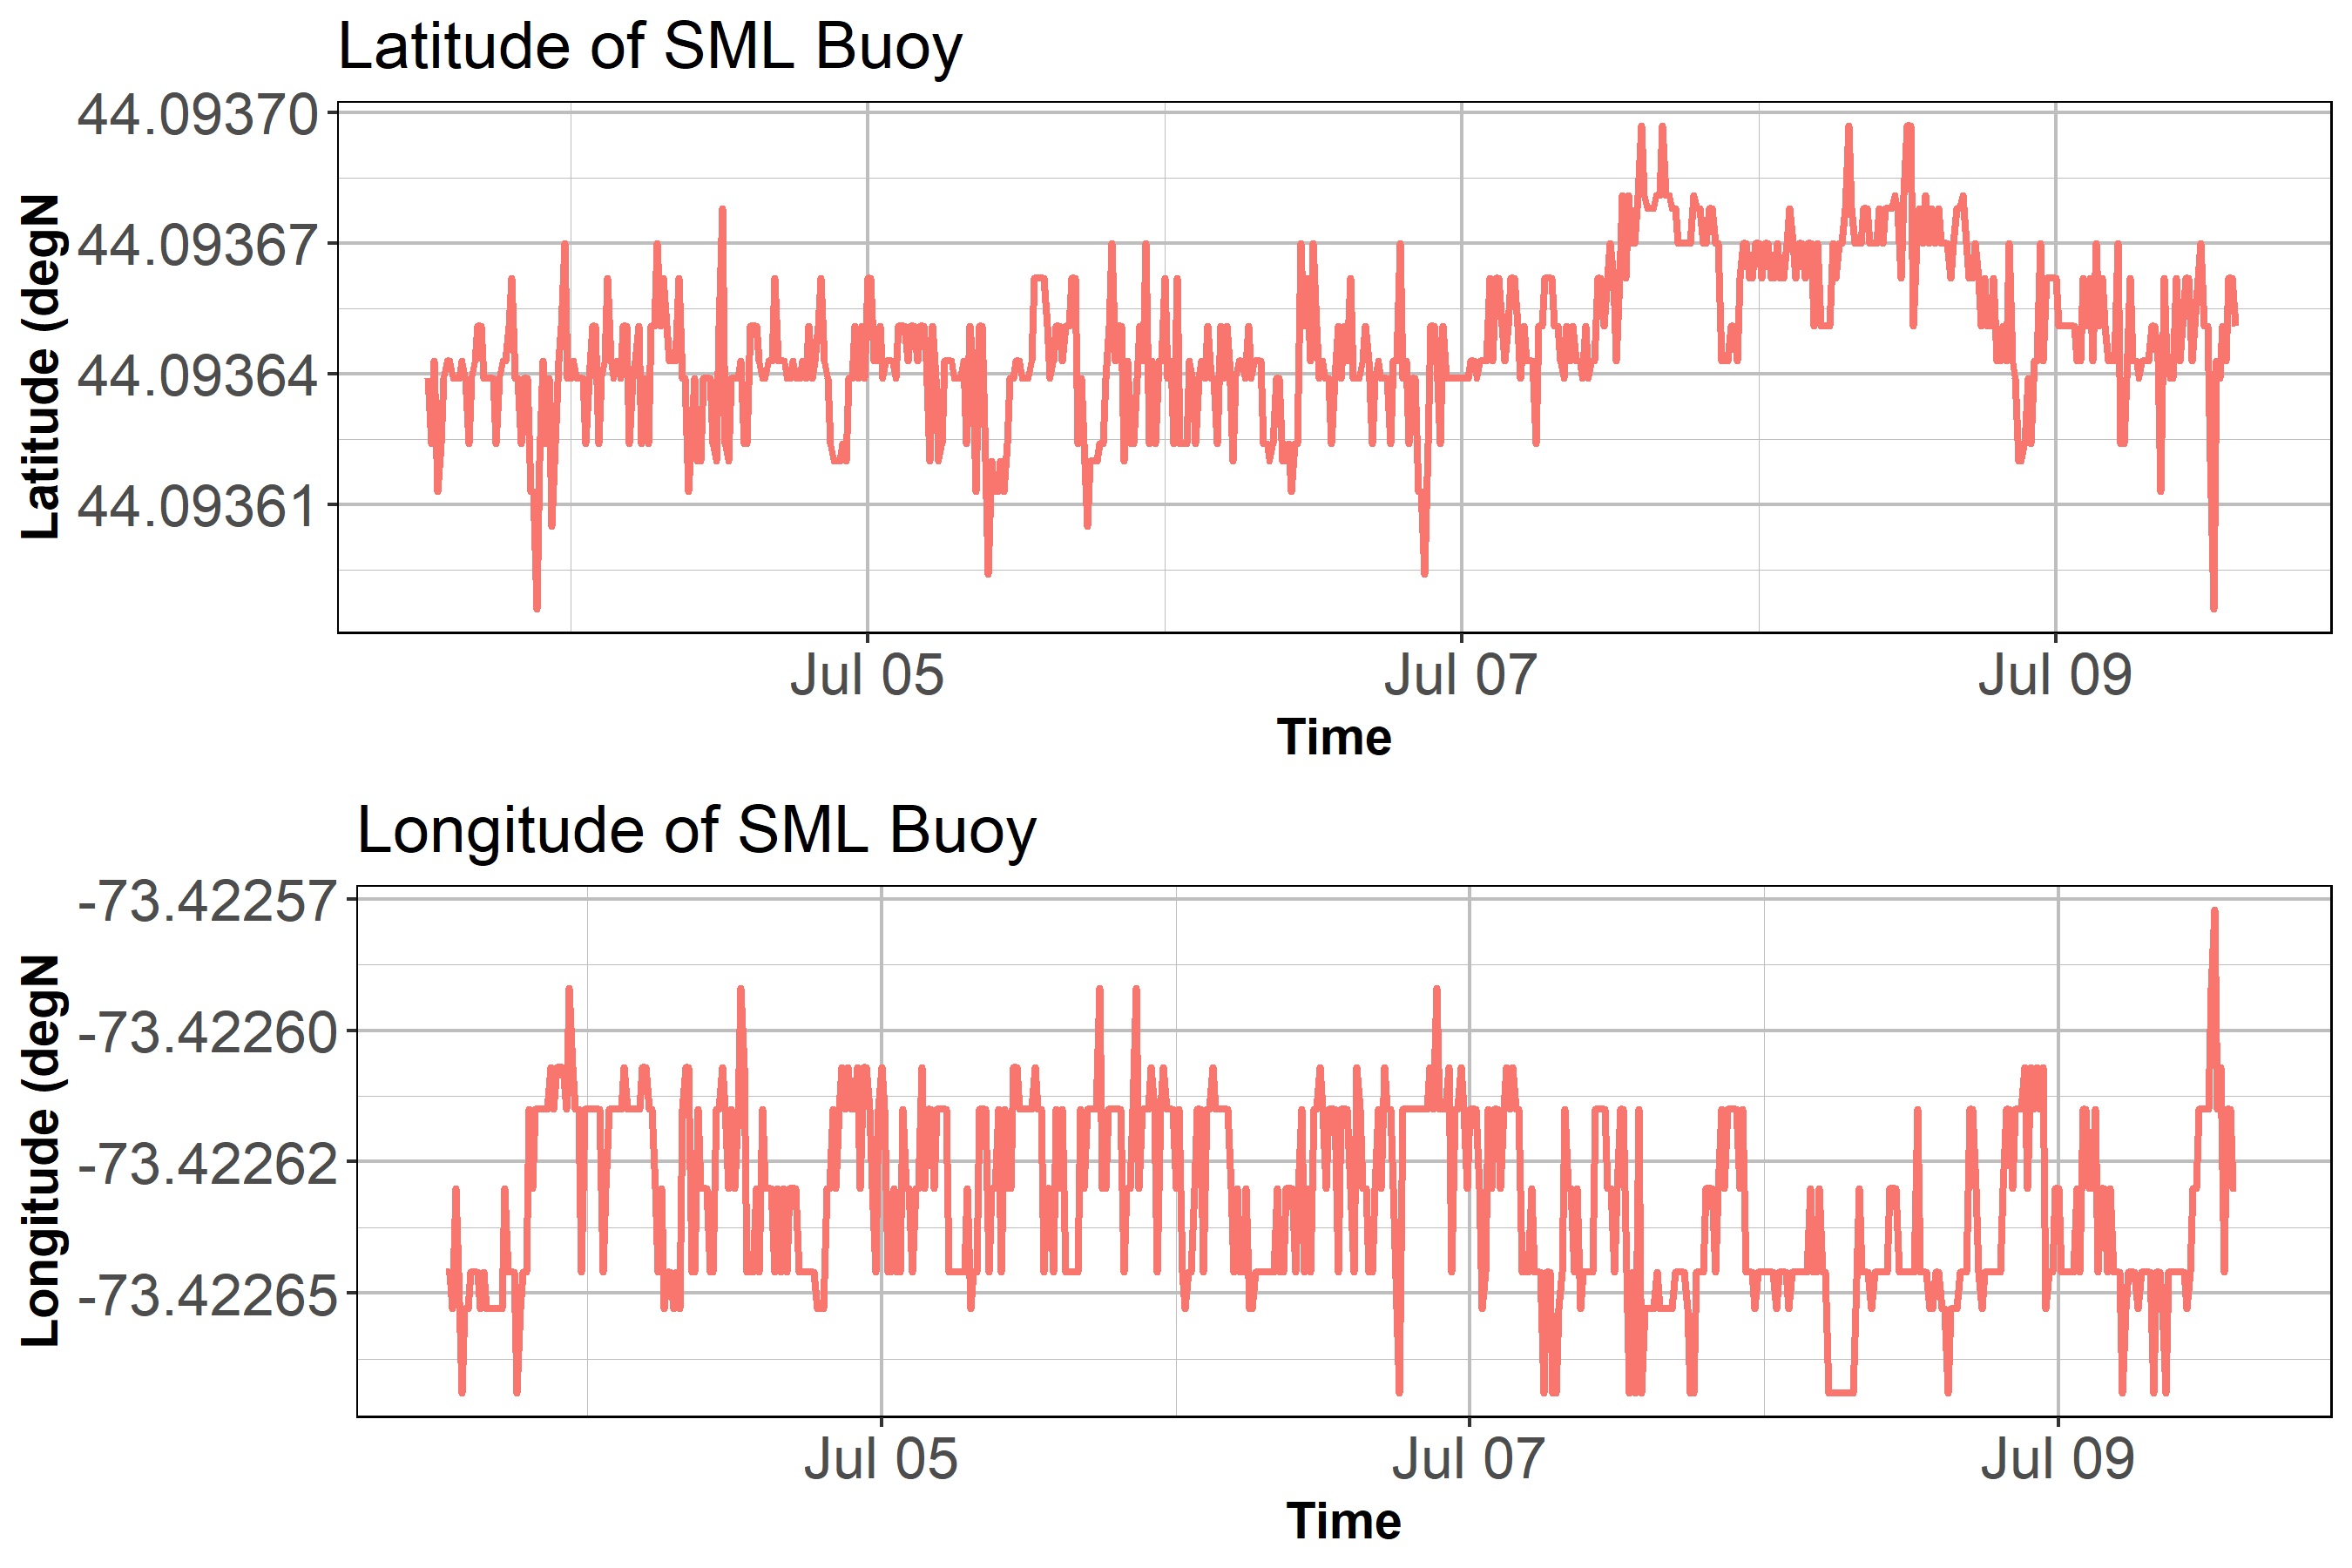 Latitude of SML Buoy
44.09370
44.09367
44.09364
44.09361
Latitude (degN
Jul 05 Jul 07 Jul 09
Time
Longitude of SML Buoy
-73.42257
-73.42260
-73.42262
-73.42265
Longitude (degN
Jul 05 Jul 07 Jul 09
Time